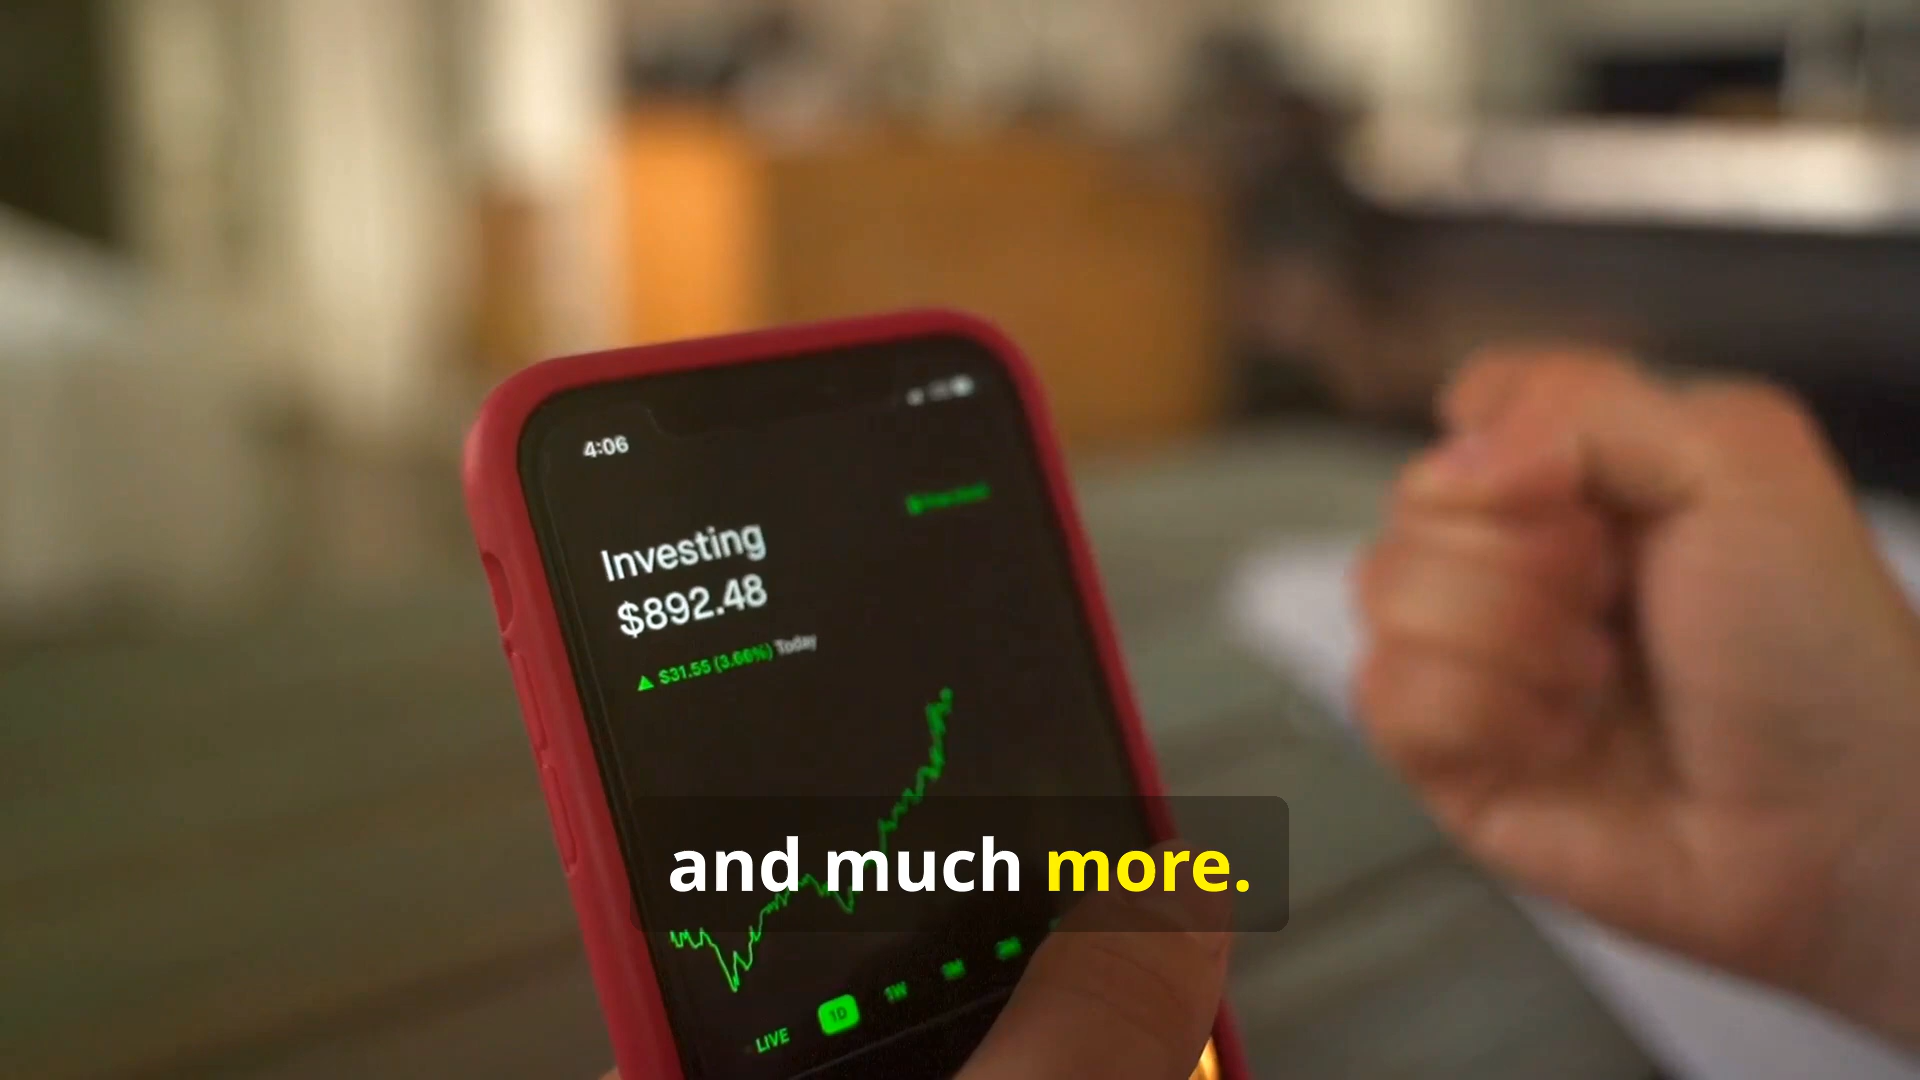 4:06
Investing
$892.48
▲ $31.55 (3.66%) Today
and much more.
LIVE
1D
1W